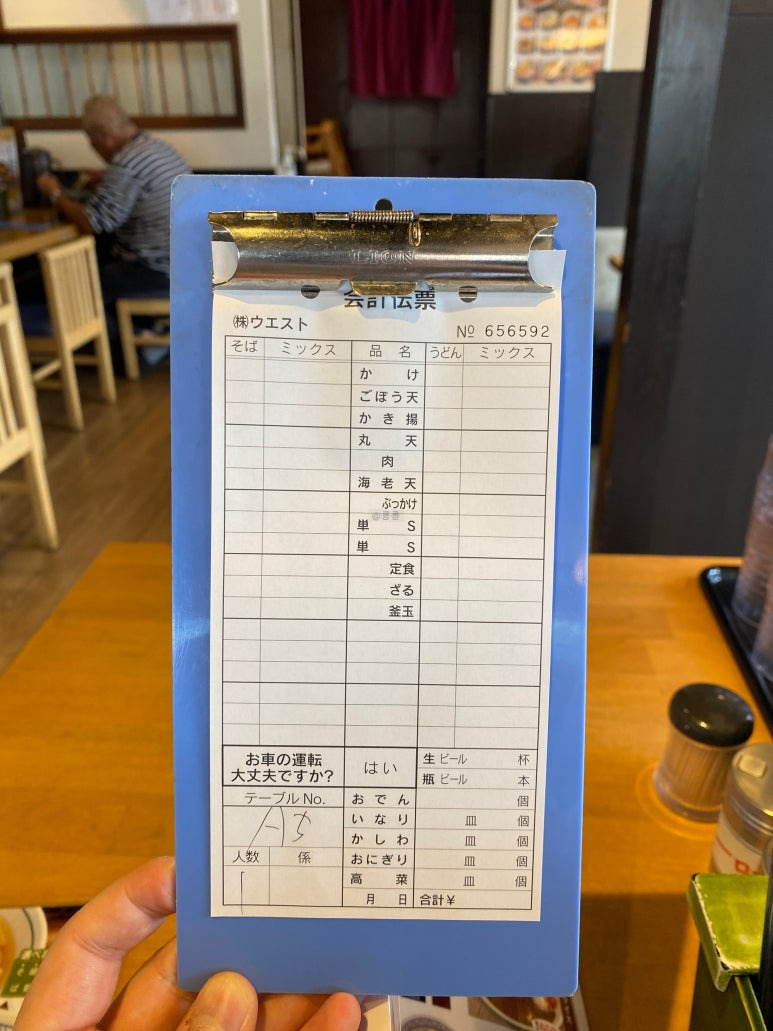 LION
会計伝票
㈱ウエスト
№ 656592
そば ミックス 品名 うどん ミックス
かけ
ごぼう天
かき揚
丸天
肉
海老天
ぶっかけ
単 S
単 S
定食
ざる
釜玉
お車の運転 はい 生ビール 杯
大丈夫ですか? 瓶ビール 本
テーブルNo. おでん 個
A5 いなり 皿 個
かしわ 皿 個
人数 係 おにぎり 皿 個
1 高菜 皿 個
月 日 合計¥